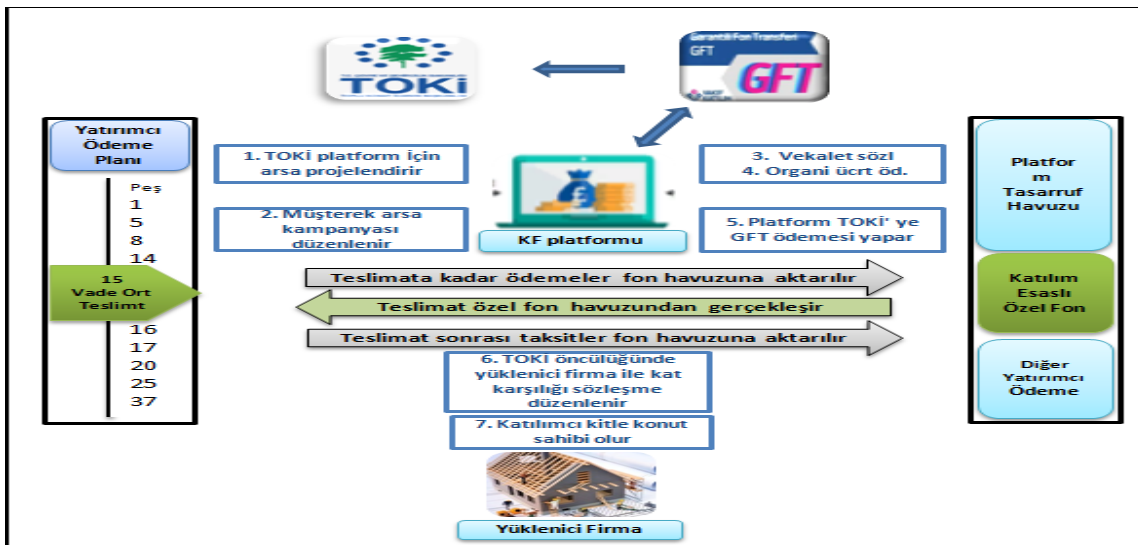 TOKİ
Garantili Fon Transferi
GFT
GFT
Yatırımcı
Ödeme
Planı
Peş
1
5
8
14
15
Vade Ort
Teslimt
16
17
20
25
37
1. TOKİ platform İçin
arsa projelendirir
2. Müşterek arsa
kampanyası
düzenlenir
KF platformu
3. Vekalet sözl
4. Organi ücrt öd.
5. Platform TOKİ' ye
GFT ödemesi yapar
Platfor
m
Tasarruf
Havuzu
Katılım
Esaslı
Özel Fon
Diğer
Yatırımcı
Ödeme
Teslimata kadar ödemeler fon havuzuna aktarılır
Teslimat özel fon havuzundan gerçekleşir
Teslimat sonrası taksitler fon havuzuna aktarılır
6. TOKİ öncülüğünde
yüklenici firma ile kat
karşılığı sözleşme
düzenlenir
7. Katılımcı kitle konut
sahibi olur
Yüklenici Firma